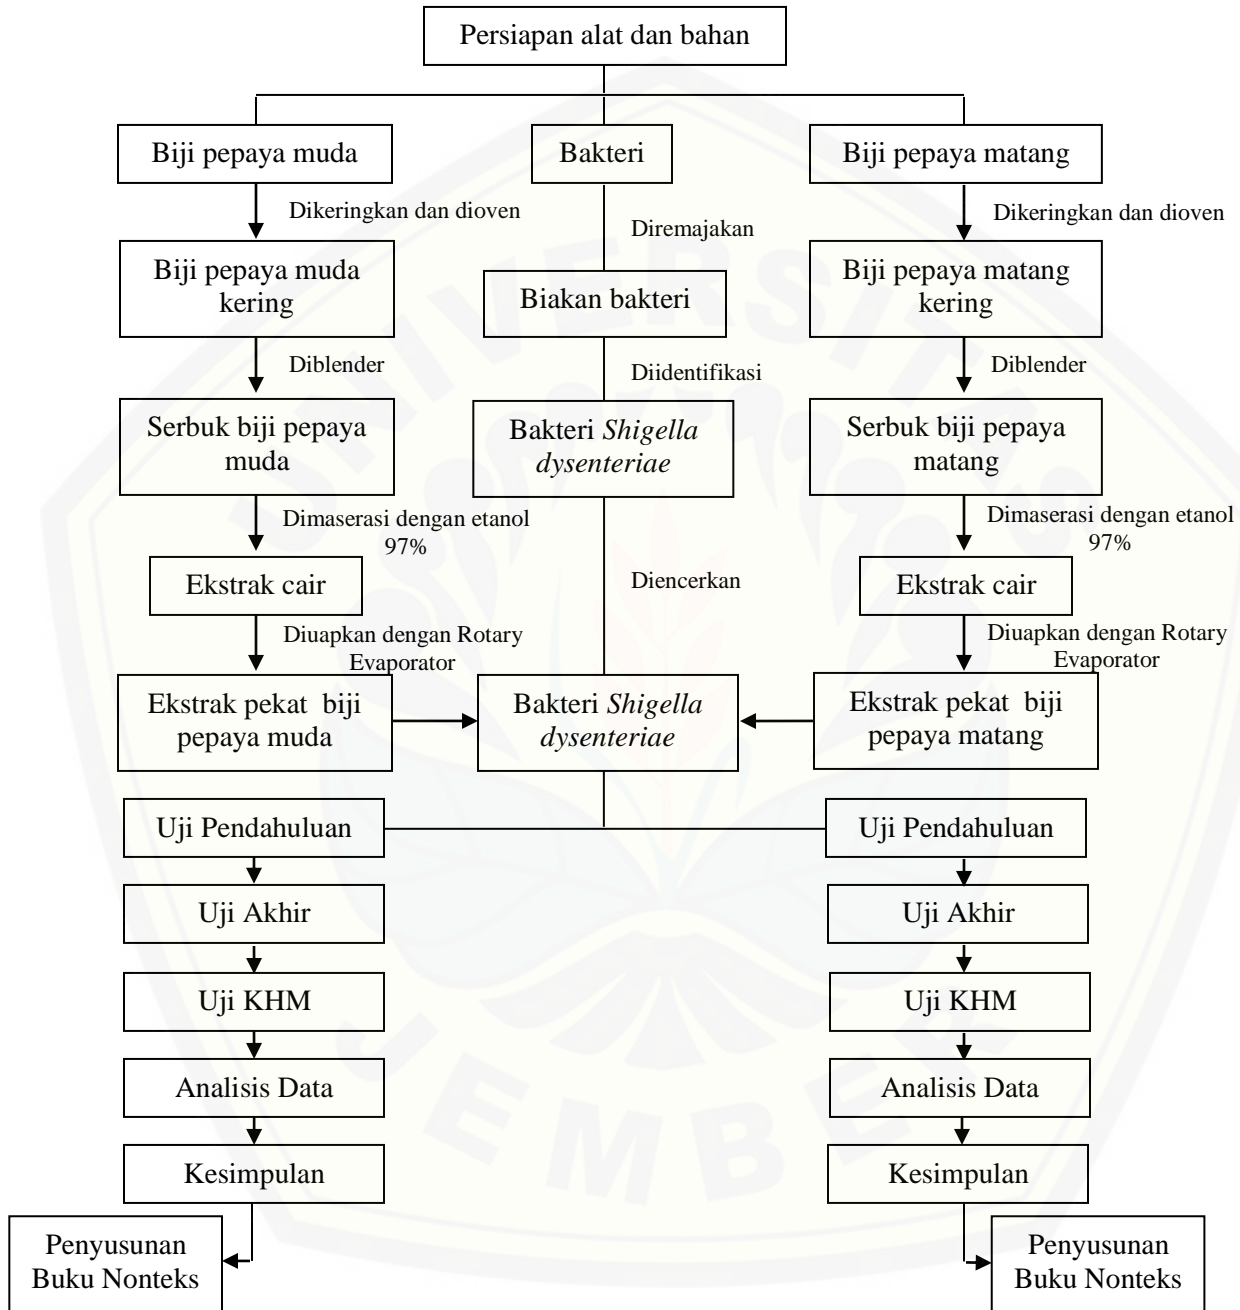 Persiapan alat dan bahan
Biji pepaya muda
Bakteri
Biji pepaya matang
Dikeringkan dan dioven
Diremajakan
Dikeringkan dan dioven
Biji pepaya muda
kering
Biakan bakteri
Biji pepaya matang
kering
Diblender
Diidentifikasi
Diblender
Serbuk biji pepaya
muda
Bakteri Shigella
dysenteriae
Serbuk biji pepaya
matang
Dimaserasi dengan etanol
97%
Dimaserasi dengan etanol
97%
Ekstrak cair
Diencerkan
Ekstrak cair
Diuapkan dengan Rotary
Evaporator
Diuapkan dengan Rotary
Evaporator
Ekstrak pekat biji
pepaya muda
Bakteri Shigella
dysenteriae
Ekstrak pekat biji
pepaya matang
Uji Pendahuluan
Uji Pendahuluan
Uji Akhir
Uji Akhir
Uji KHM
Uji KHM
Analisis Data
Analisis Data
Kesimpulan
Kesimpulan
Penyusunan
Buku Nonteks
Penyusunan
Buku Nonteks
UNIVERSITAS
JEMBER